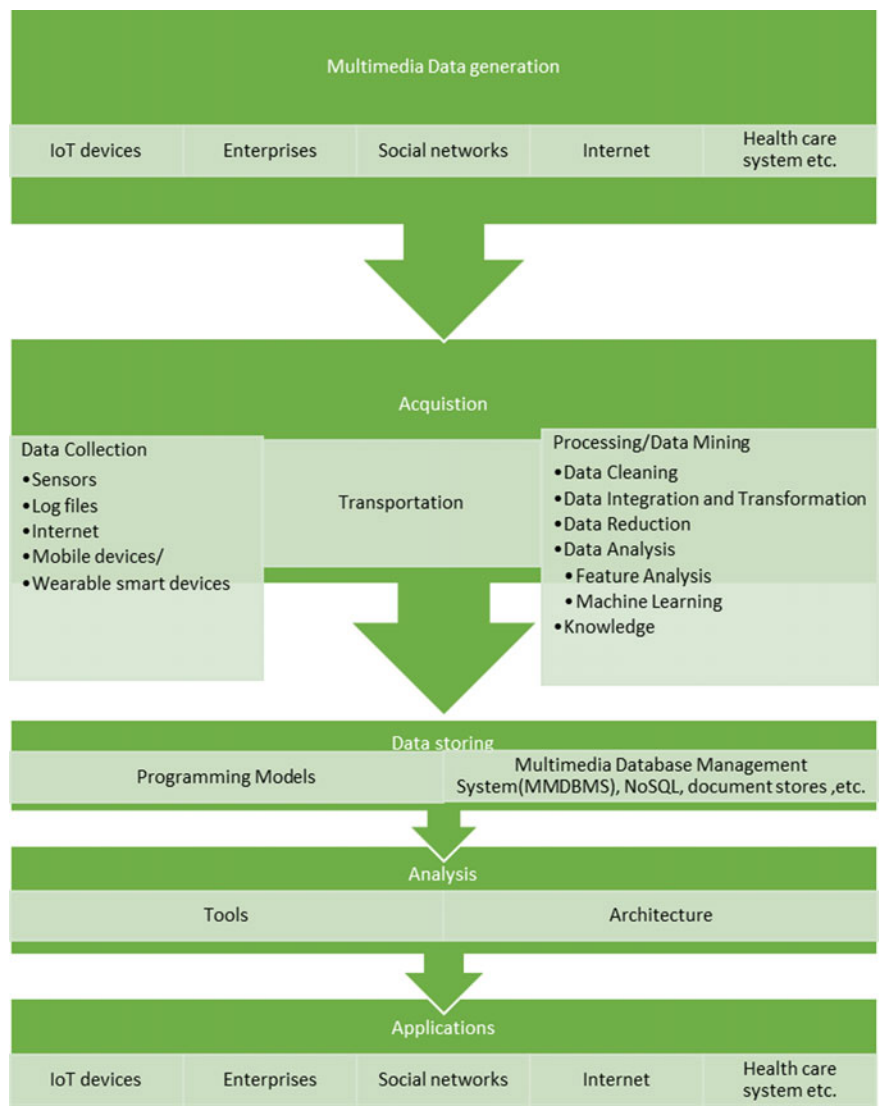 Multimedia Data generation
IoT devices
Enterprises
Social networks
Internet
Health care
system etc.
Acquistion
Data Collection
•Sensors
•Log files
•Internet
•Mobile devices/
•Wearable smart devices
Transportation
Processing/Data Mining
•Data Cleaning
•Data Integration and Transformation
•Data Reduction
•Data Analysis
•Feature Analysis
•Machine Learning
•Knowledge
Data storing
Programming Models
Multimedia Database Management
System(MMDBMS), NoSQL, document stores ,etc.
Analysis
Tools
Architecture
Applications
IoT devices
Enterprises
Social networks
Internet
Health care
system etc.